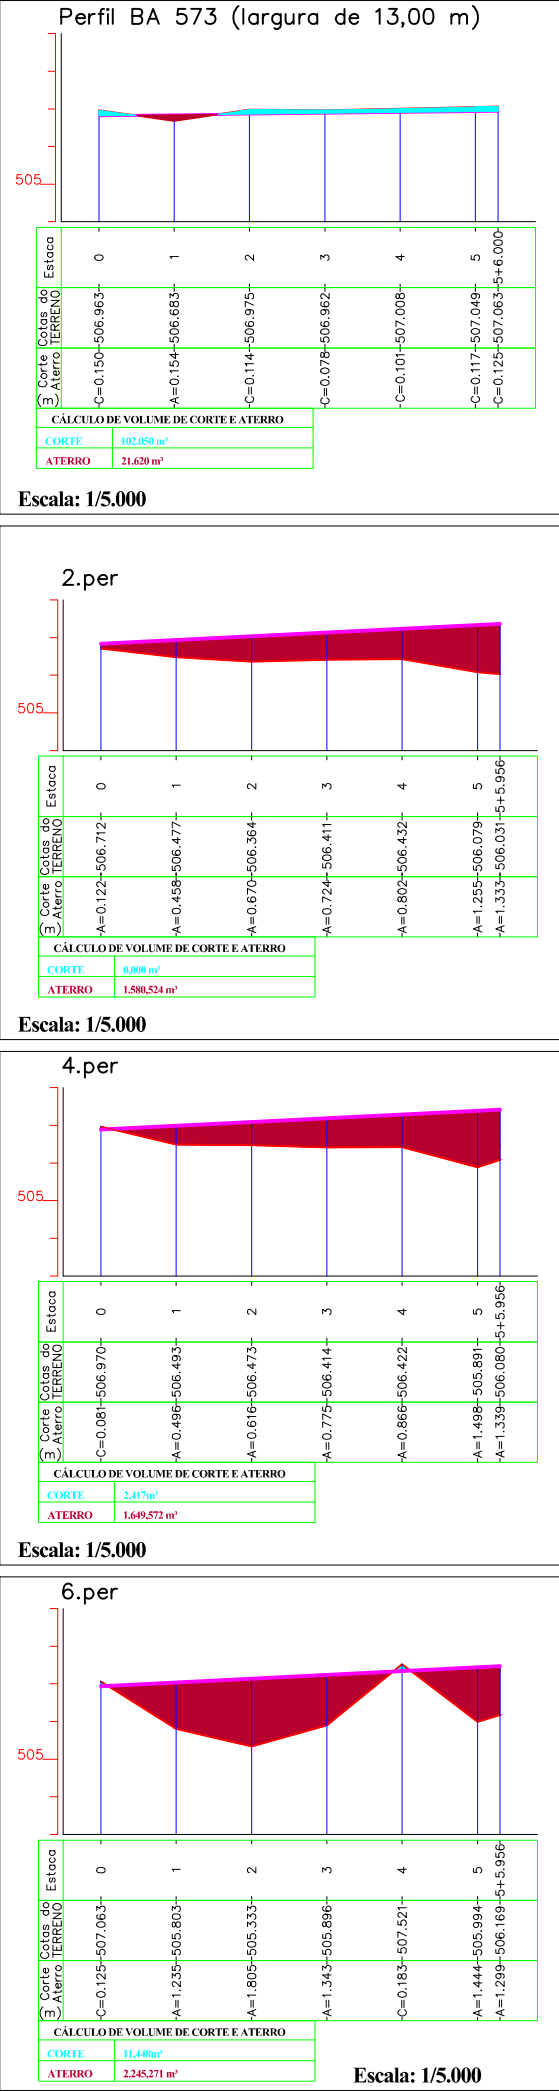 Perfil BA 573 (largura de 13,00 m)
505
Estaca 0 1 2 3 4 5 5+6.000
Cotas do TERRENO 506.963 506.683 506.975 506.962 507.008 507.049 507.063
Corte Aterro (m) C=0.150 A=0.154 C=0.114 C=0.078 C=0.101 C=0.117 C=0.125
CÁLCULO DE VOLUME DE CORTE E ATERRO
CORTE 102.050 m³
ATERRO 21.620 m³
Escala: 1/5.000
2.per
505
Estaca 0 1 2 3 4 5 5+5.956
Cotas do TERRENO 506.712 506.477 506.364 506.411 506.432 506.079 506.031
Corte Aterro (m) A=0.122 A=0.458 A=0.670 A=0.724 A=0.802 A=1.255 A=1.333
CÁLCULO DE VOLUME DE CORTE E ATERRO
CORTE 0,000 m³
ATERRO 1.580,524 m³
Escala: 1/5.000
4.per
505
Estaca 0 1 2 3 4 5 5+5.956
Cotas do TERRENO 506.970 506.493 506.473 506.414 506.422 505.891 506.080
Corte Aterro (m) C=0.081 A=0.496 A=0.616 A=0.775 A=0.866 A=1.498 A=1.339
CÁLCULO DE VOLUME DE CORTE E ATERRO
CORTE 2,417m³
ATERRO 1.649,572 m³
Escala: 1/5.000
6.per
505
Estaca 0 1 2 3 4 5 5+5.956
Cotas do TERRENO 507.063 505.803 505.333 505.896 507.521 505.994 506.169
Corte Aterro (m) C=0.125 A=1.235 A=1.805 A=1.343 C=0.183 A=1.444 A=1.299
CÁLCULO DE VOLUME DE CORTE E ATERRO
CORTE 11,448m³
ATERRO 2.245,271 m³
Escala: 1/5.000